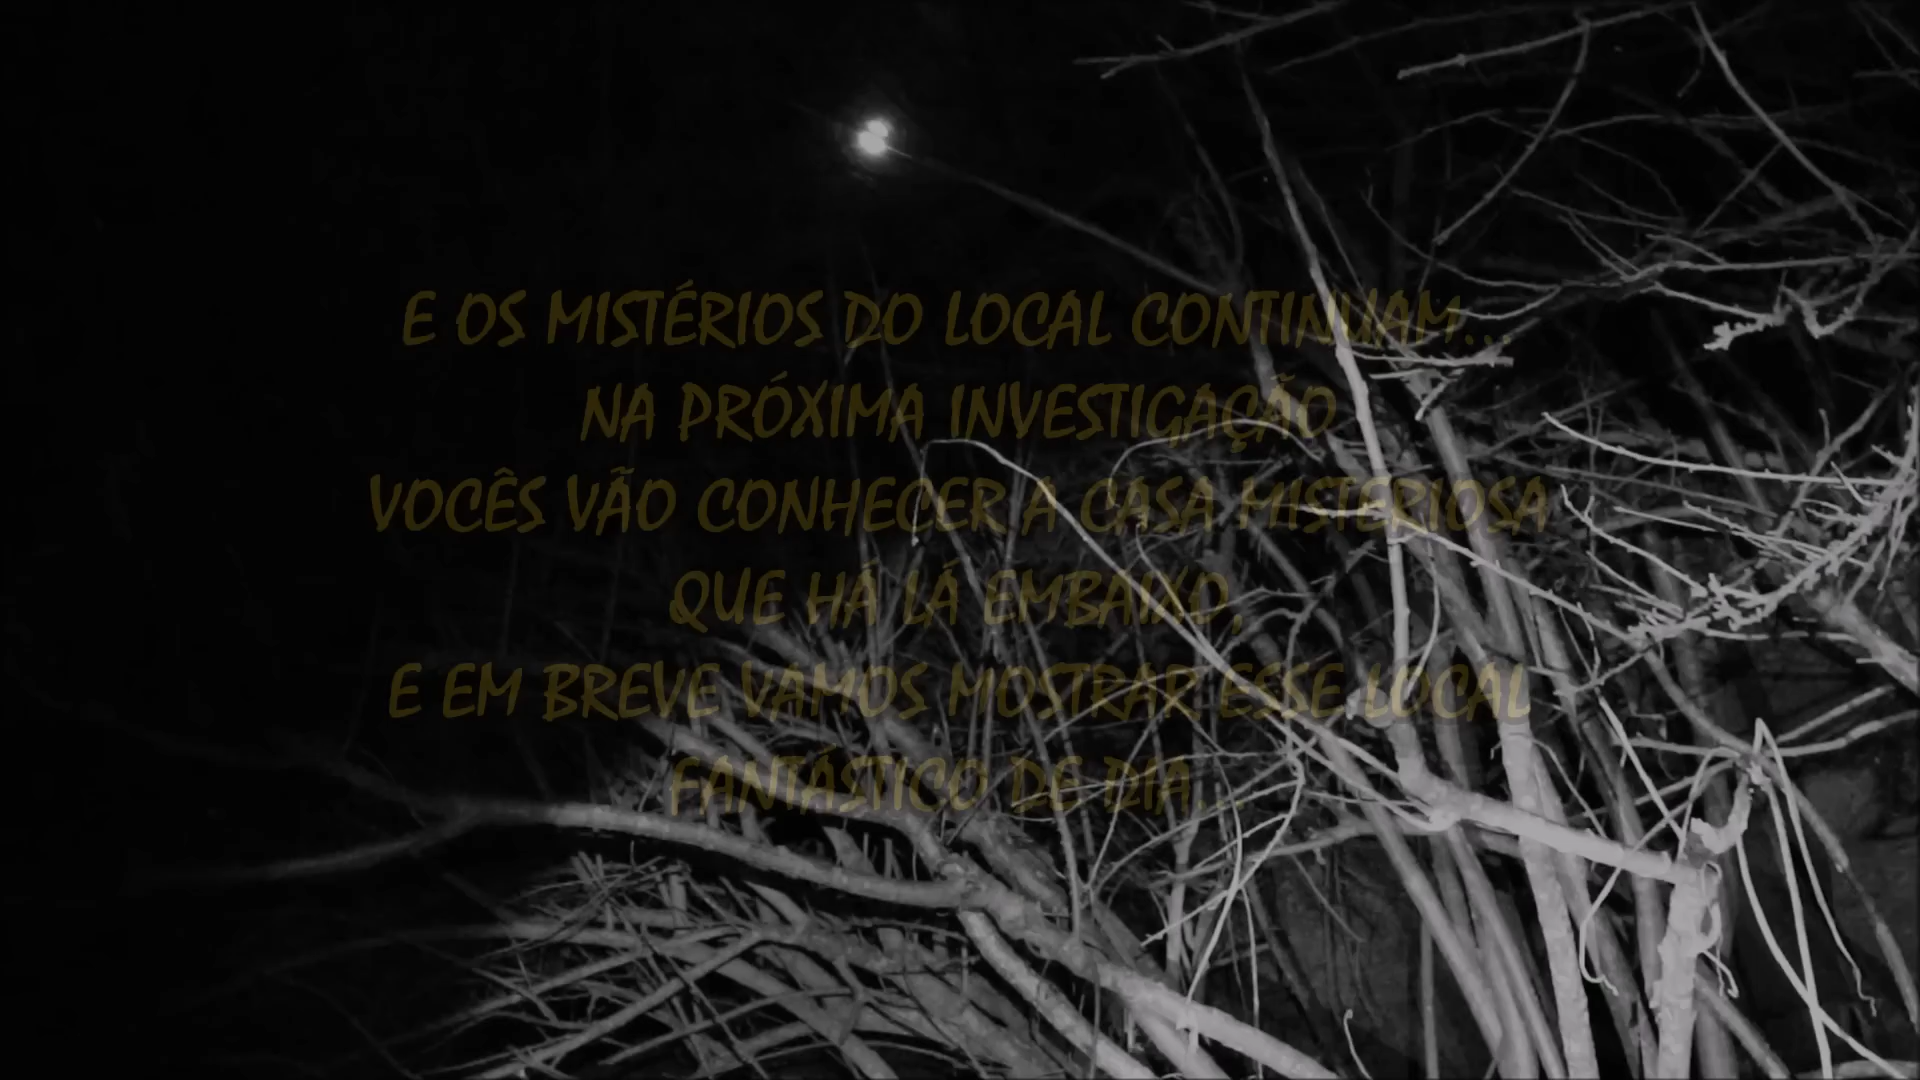 E OS MISTÉRIOS DO LOCAL CONTINUAM...
NA PRÓXIMA INVESTIGAÇÃO
VOCÊS VÃO CONHECER A CASA MISTERIOSA
QUE HÁ LÁ EMBAIXO,
E EM BREVE VAMOS MOSTRAR ESSE LOCAL
FANTÁSTICO DE DIA...